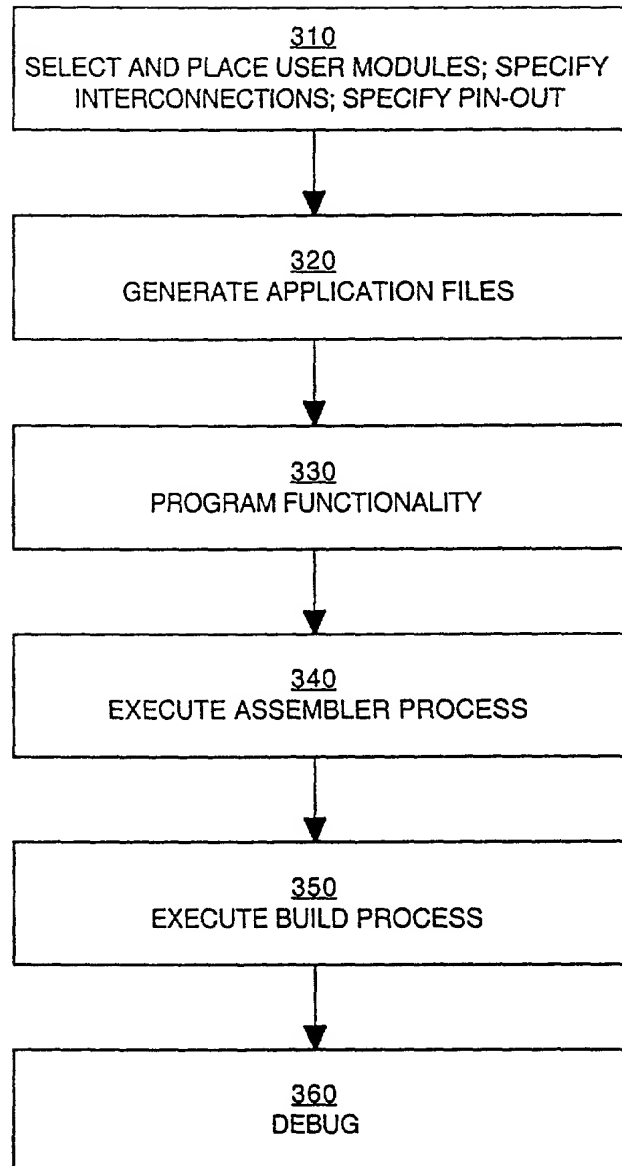 310
SELECT AND PLACE USER MODULES; SPECIFY
INTERCONNECTIONS; SPECIFY PIN-OUT
320
GENERATE APPLICATION FILES
330
PROGRAM FUNCTIONALITY
340
EXECUTE ASSEMBLER PROCESS
350
EXECUTE BUILD PROCESS
360
DEBUG